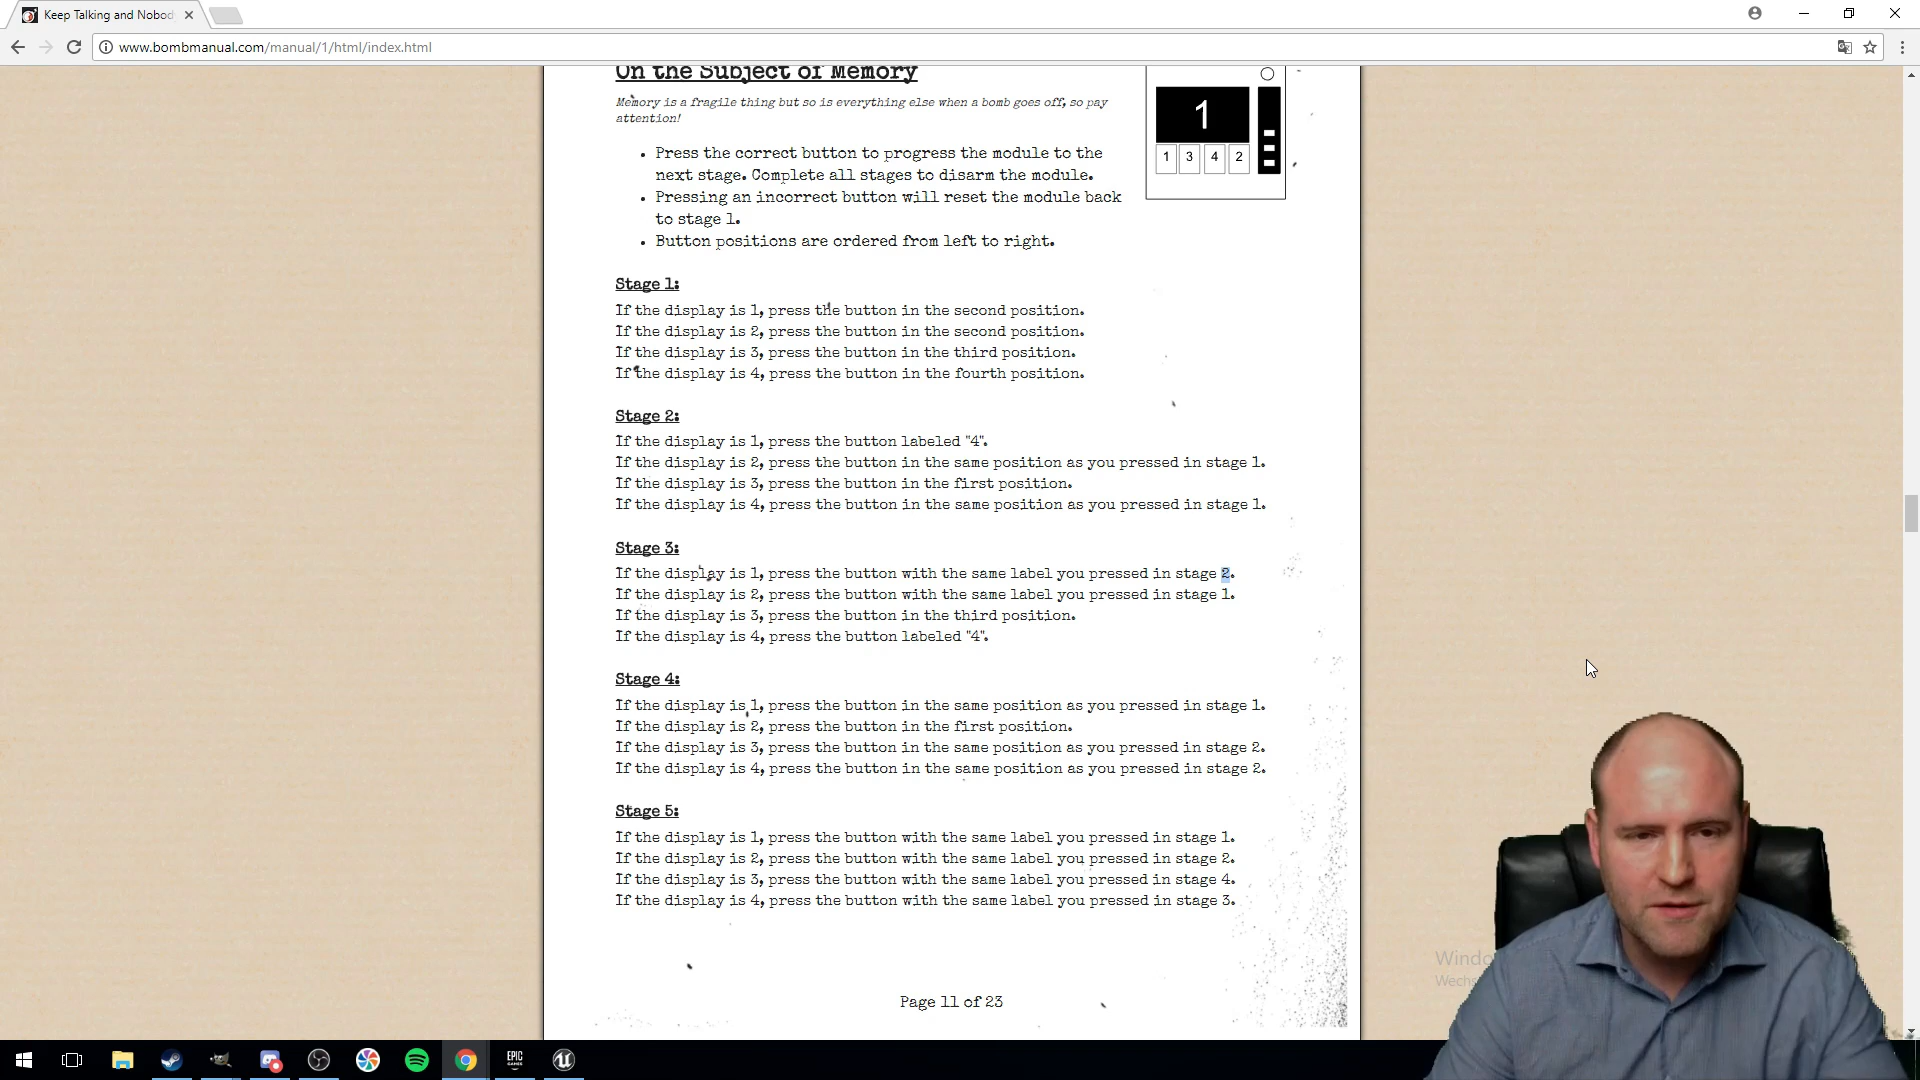 Keep Talking and Nobod
www.bombmanual.com/manual/1/html/index.html
On the Subject of Memory
Memory is a fragile thing but so is everything else when a bomb goes off, so pay
attention!
1
1 3 4 2
• Press the correct button to progress the module to the
next stage. Complete all stages to disarm the module.
• Pressing an incorrect button will reset the module back
to stage 1.
• Button positions are ordered from left to right.
Stage 1:
If the display is 1, press the button in the second position.
If the display is 2, press the button in the second position.
If the display is 3, press the button in the third position.
If the display is 4, press the button in the fourth position.
Stage 2:
If the display is 1, press the button labeled "4".
If the display is 2, press the button in the same position as you pressed in stage 1.
If the display is 3, press the button in the first position.
If the display is 4, press the button in the same position as you pressed in stage 1.
Stage 3:
If the display is 1, press the button with the same label you pressed in stage 2.
If the display is 2, press the button with the same label you pressed in stage 1.
If the display is 3, press the button in the third position.
If the display is 4, press the button labeled "4".
Stage 4:
If the display is 1, press the button in the same position as you pressed in stage 1.
If the display is 2, press the button in the first position.
If the display is 3, press the button in the same position as you pressed in stage 2.
If the display is 4, press the button in the same position as you pressed in stage 2.
Stage 5:
If the display is 1, press the button with the same label you pressed in stage 1.
If the display is 2, press the button with the same label you pressed in stage 2.
If the display is 3, press the button with the same label you pressed in stage 4.
If the display is 4, press the button with the same label you pressed in stage 3.
Page 11 of 23
Windo
Wechs
EPIC
GAMES